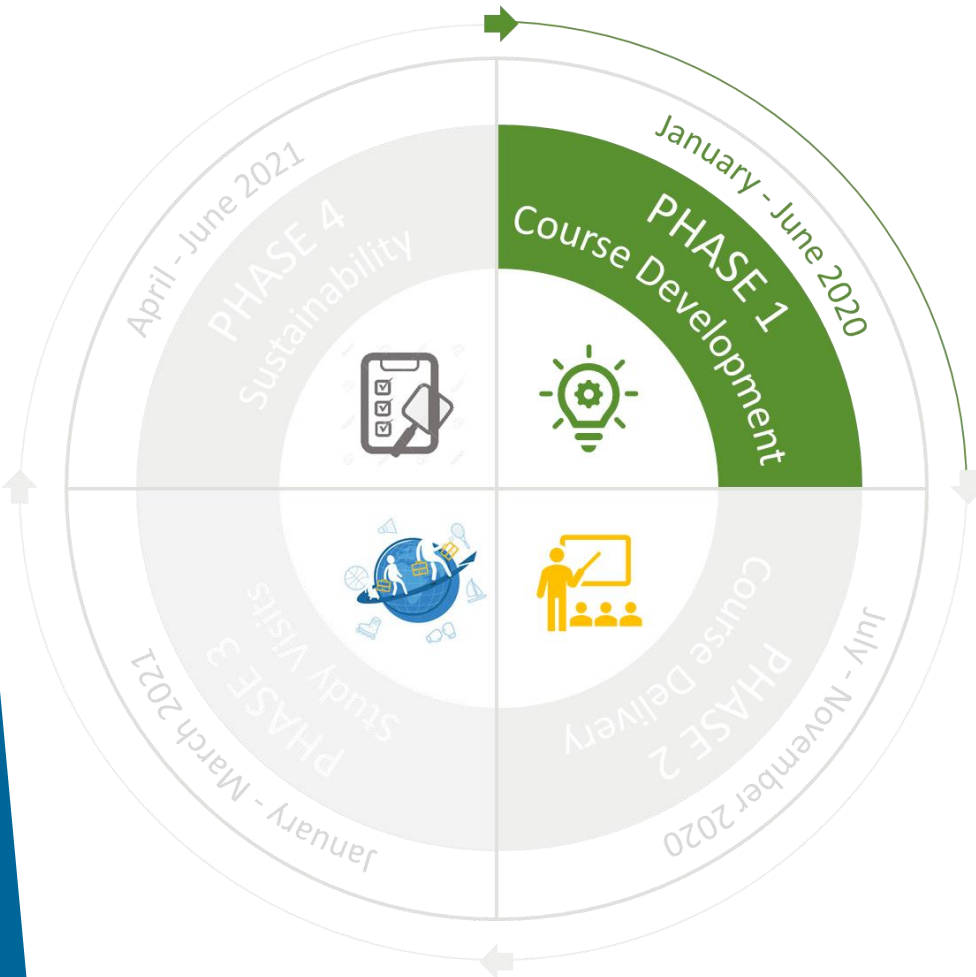 January - June 2020
PHASE 1
Course Development
July - November 2020
PHASE 2
Course Delivery
January - March 2021
PHASE 3
Study Visits
April - June 2021
PHASE 4
Sustainability